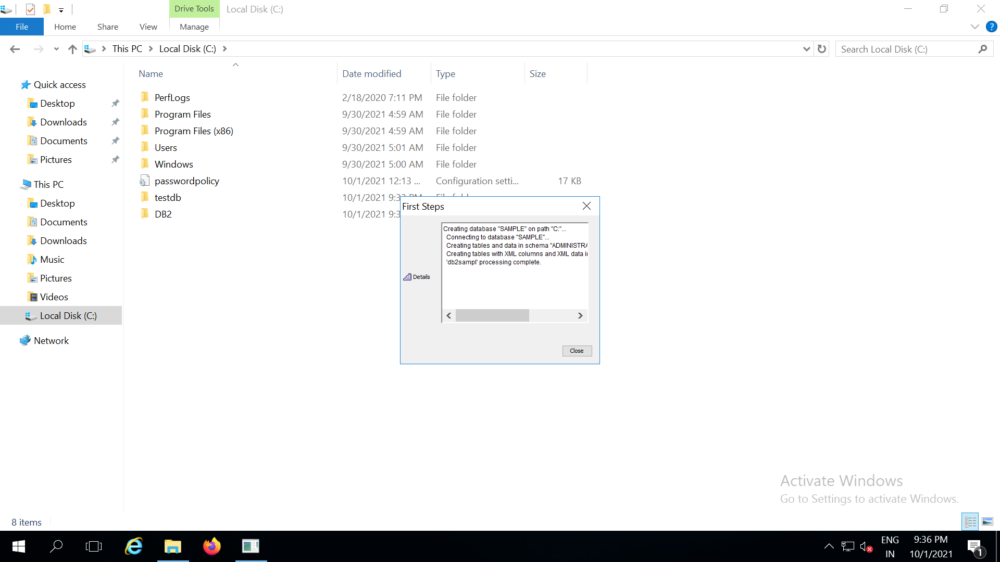 Drive Tools
Local Disk (C:)
File
Home
Share
View
Manage
?
This PC
Local Disk (C:)
Search Local Disk (C:)
Name
Date modified
Type
Size
Quick access
Desktop
Downloads
Documents
Pictures
This PC
Desktop
Documents
Downloads
Music
Pictures
Videos
Local Disk (C:)
Network
PerfLogs 2/18/2020 7:11 PM File folder
Program Files 9/30/2021 4:59 AM File folder
Program Files (x86) 9/30/2021 4:59 AM File folder
Users 9/30/2021 5:01 AM File folder
Windows 9/30/2021 5:00 AM File folder
passwordpolicy 10/1/2021 12:13 ... Configuration setti... 17 KB
testdb 10/1/2021
DB2 10/1/2021
First Steps
Details
Creating database "SAMPLE" on path "C:"...
Connecting to database "SAMPLE"...
Creating tables and data in schema "ADMINISTRA
Creating tables with XML columns and XML data
'db2sampl' processing complete.
Close
Activate Windows
Go to Settings to activate Windows.
8 items
ENG
IN
9:36 PM
10/1/2021
1